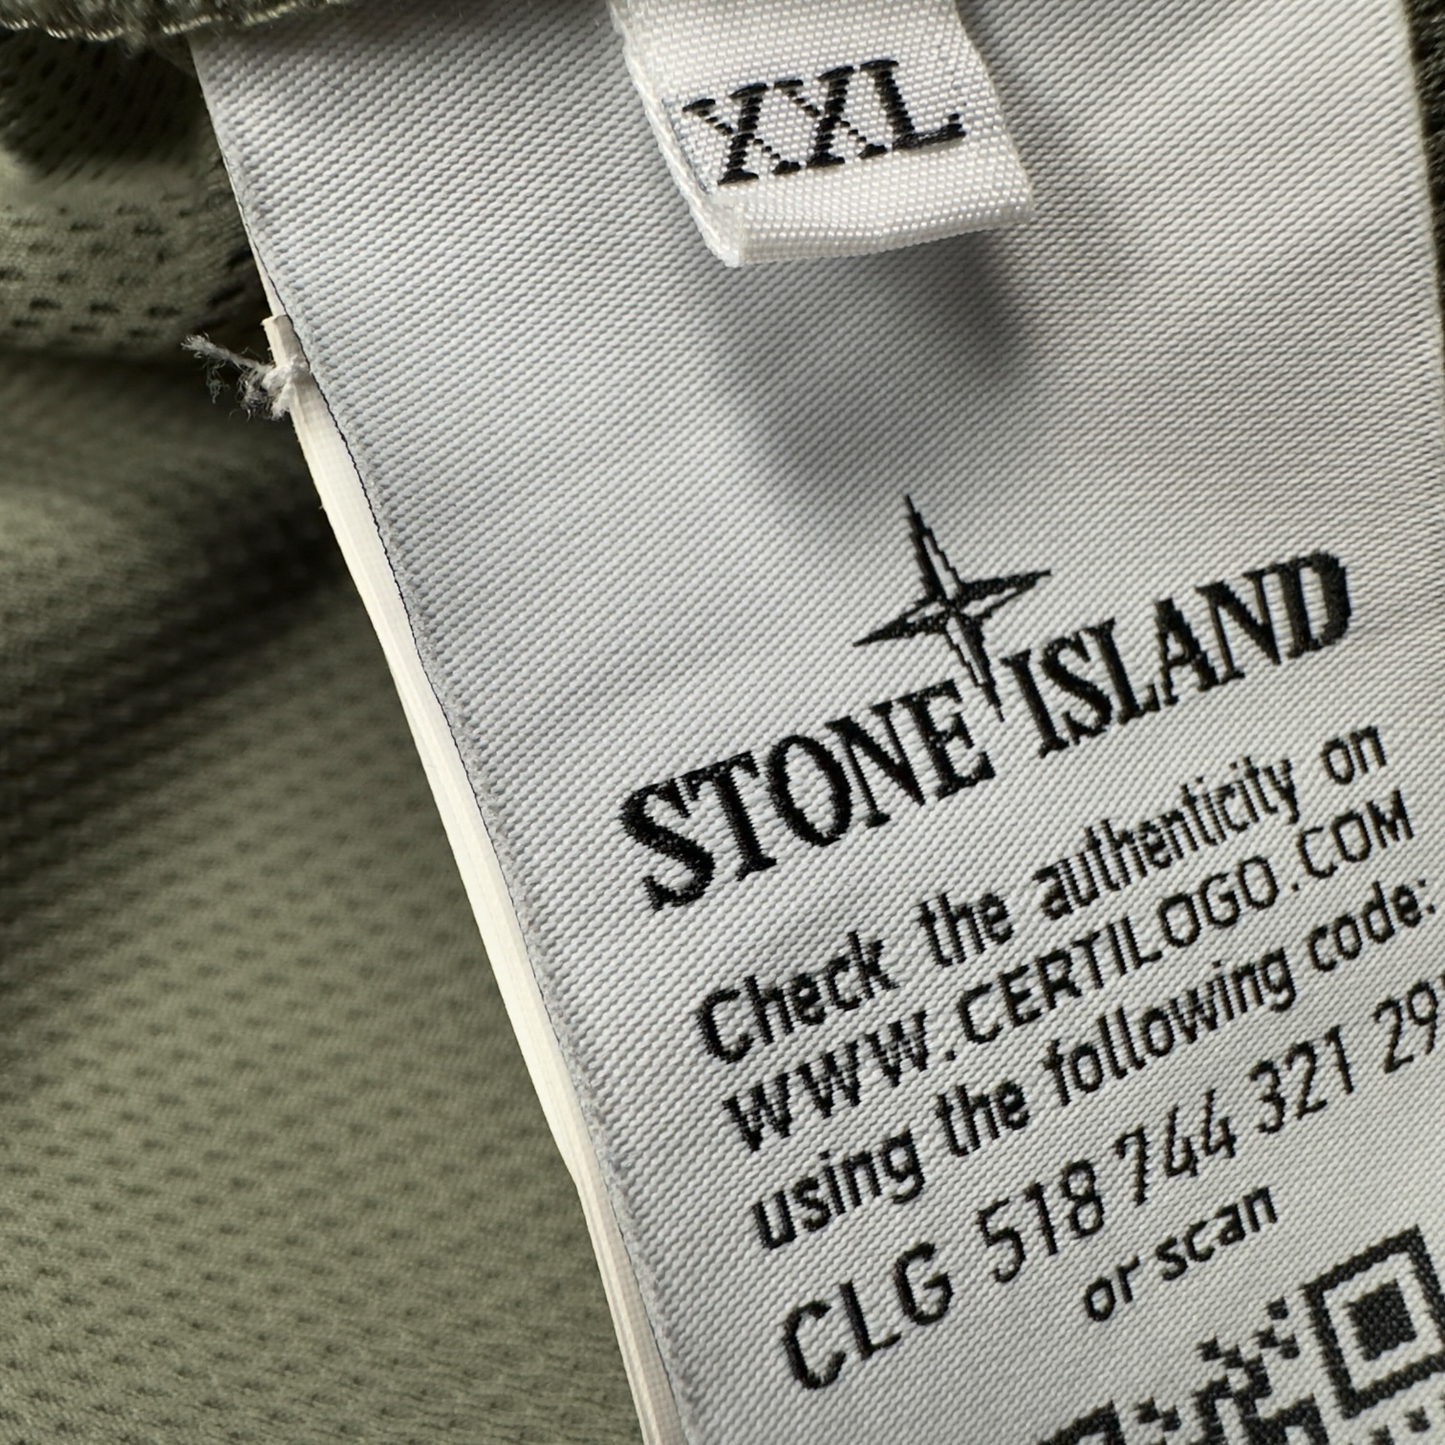 XXL
STONE ISLAND
Check the authenticity on
WWW.CERTILOGO.COM
using the following code:
CLG 518 744 321 29
or scan